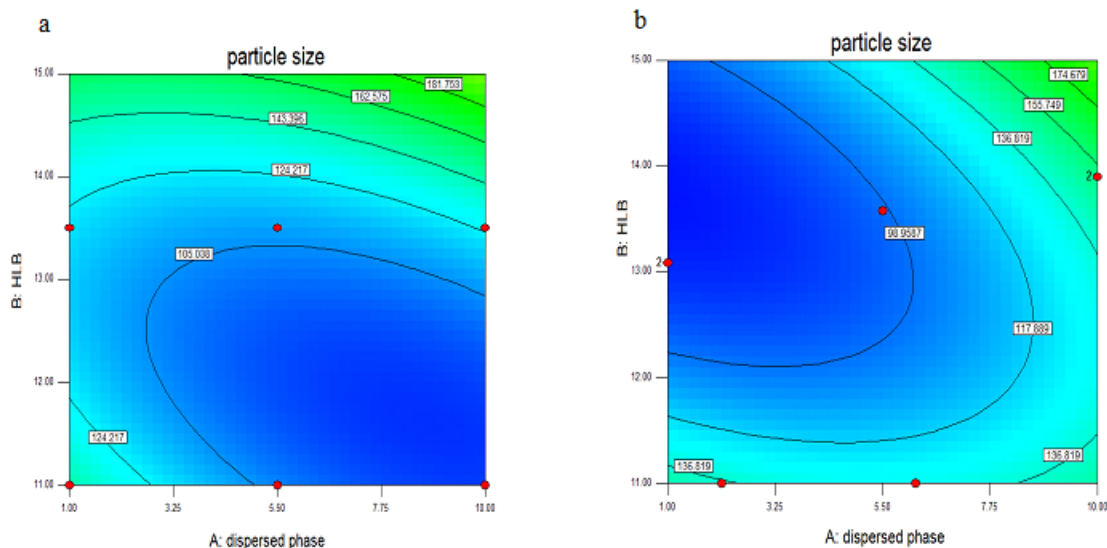 a
particle size
15.00
14.00
13.00
12.00
11.00
B: HLB
181.753
162.575
143.396
124.217
105.038
124.217
1.00 3.25 5.50 7.75 10.00
A: dispersed phase
b
particle size
15.00
14.00
13.00
12.00
11.00
B: HLB
174.679
155.749
136.819
2
98.9587
2
117.889
136.819
136.819
1.00 3.25 5.50 7.75 10.00
A: dispersed phase